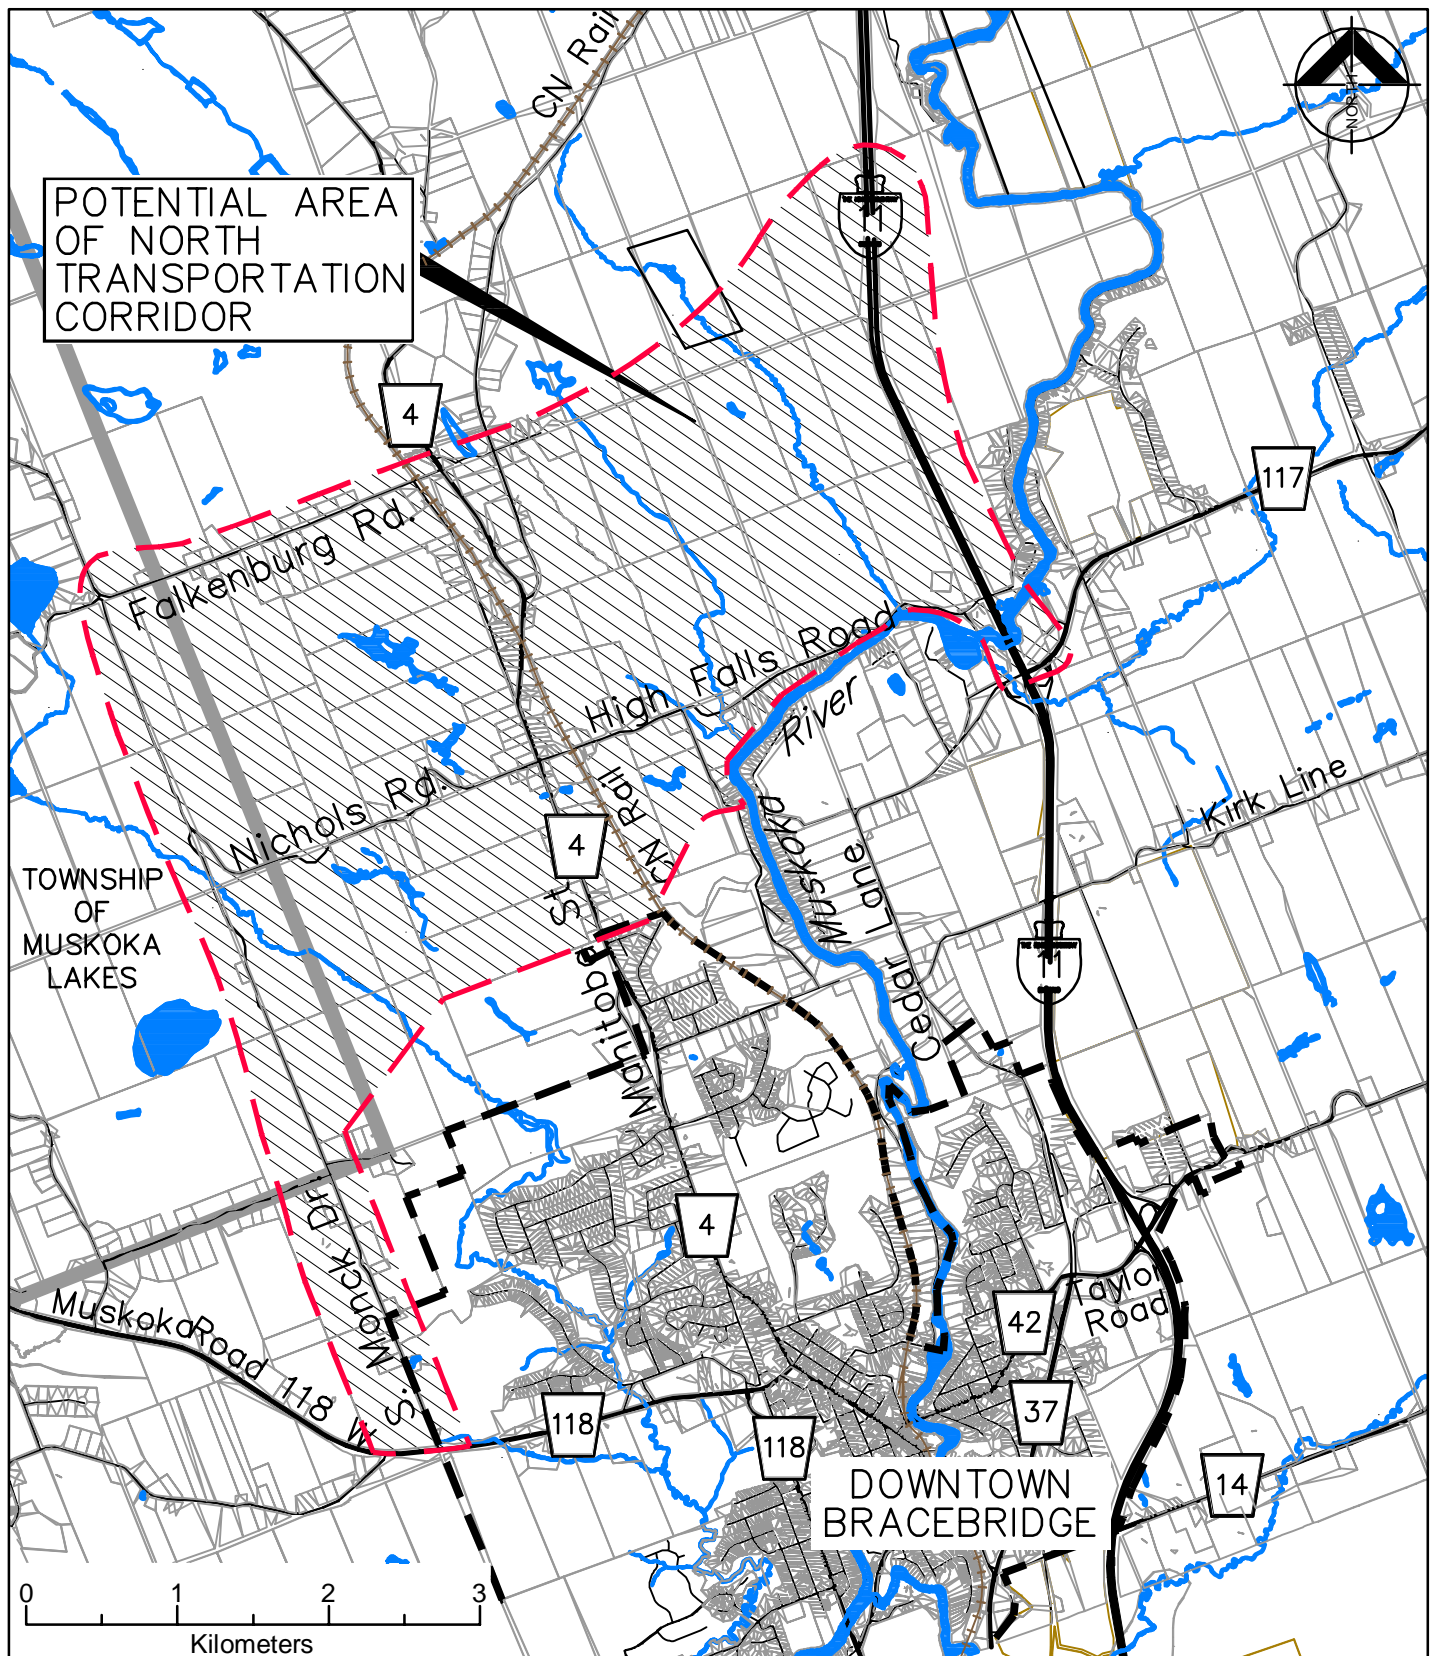 CN Rail
NORTH
POTENTIAL AREA
OF NORTH
TRANSPORTATION
CORRIDOR
11
4
117
Falkenburg Rd.
High Falls Road
River
Muskoka
Nichols Rd.
CN Rail
4
Kirk Line
TOWNSHIP
OF
MUSKOKA
LAKES
Manitoba St
Cedar Lane
11
4
Monck Dr.
S.
Taylor
Road
42
37
Muskoka Road 118 W
118
118
14
DOWNTOWN
BRACEBRIDGE
0 1 2 3
Kilometers